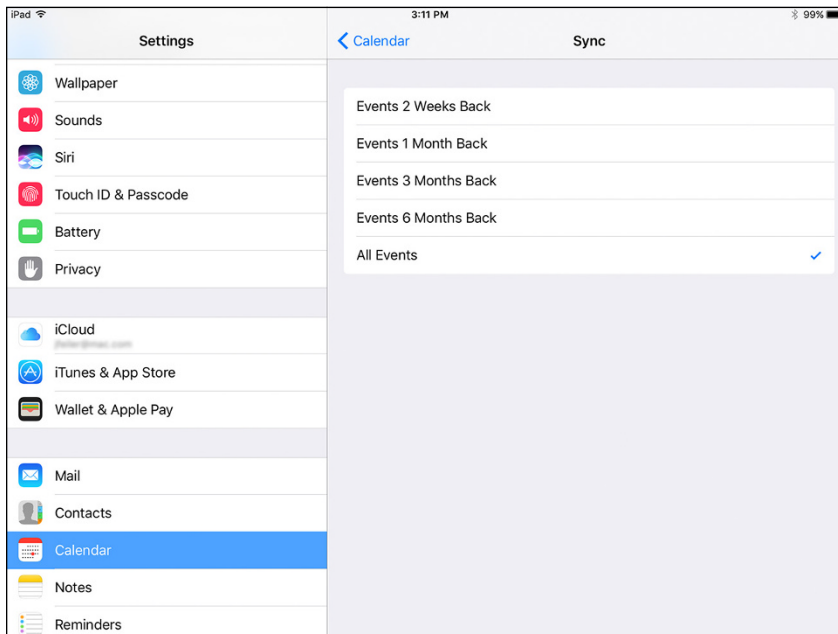 iPad
3:11 PM
99%
Settings
Calendar
Sync
Wallpaper
Sounds
Siri
Touch ID & Passcode
Battery
Privacy
iCloud
iTunes & App Store
Wallet & Apple Pay
Mail
Contacts
Calendar
Notes
Reminders
Events 2 Weeks Back
Events 1 Month Back
Events 3 Months Back
Events 6 Months Back
All Events